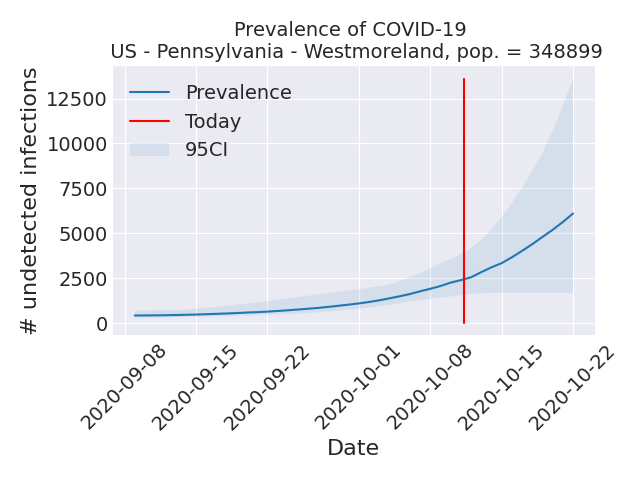 Prevalence of COVID-19
US - Pennsylvania - Westmoreland, pop. = 348899
# undetected infections
12500
10000
7500
5000
2500
0
Prevalence
Today
95CI
2020-09-08
2020-09-15
2020-09-22
2020-10-01
2020-10-08
2020-10-15
2020-10-22
Date